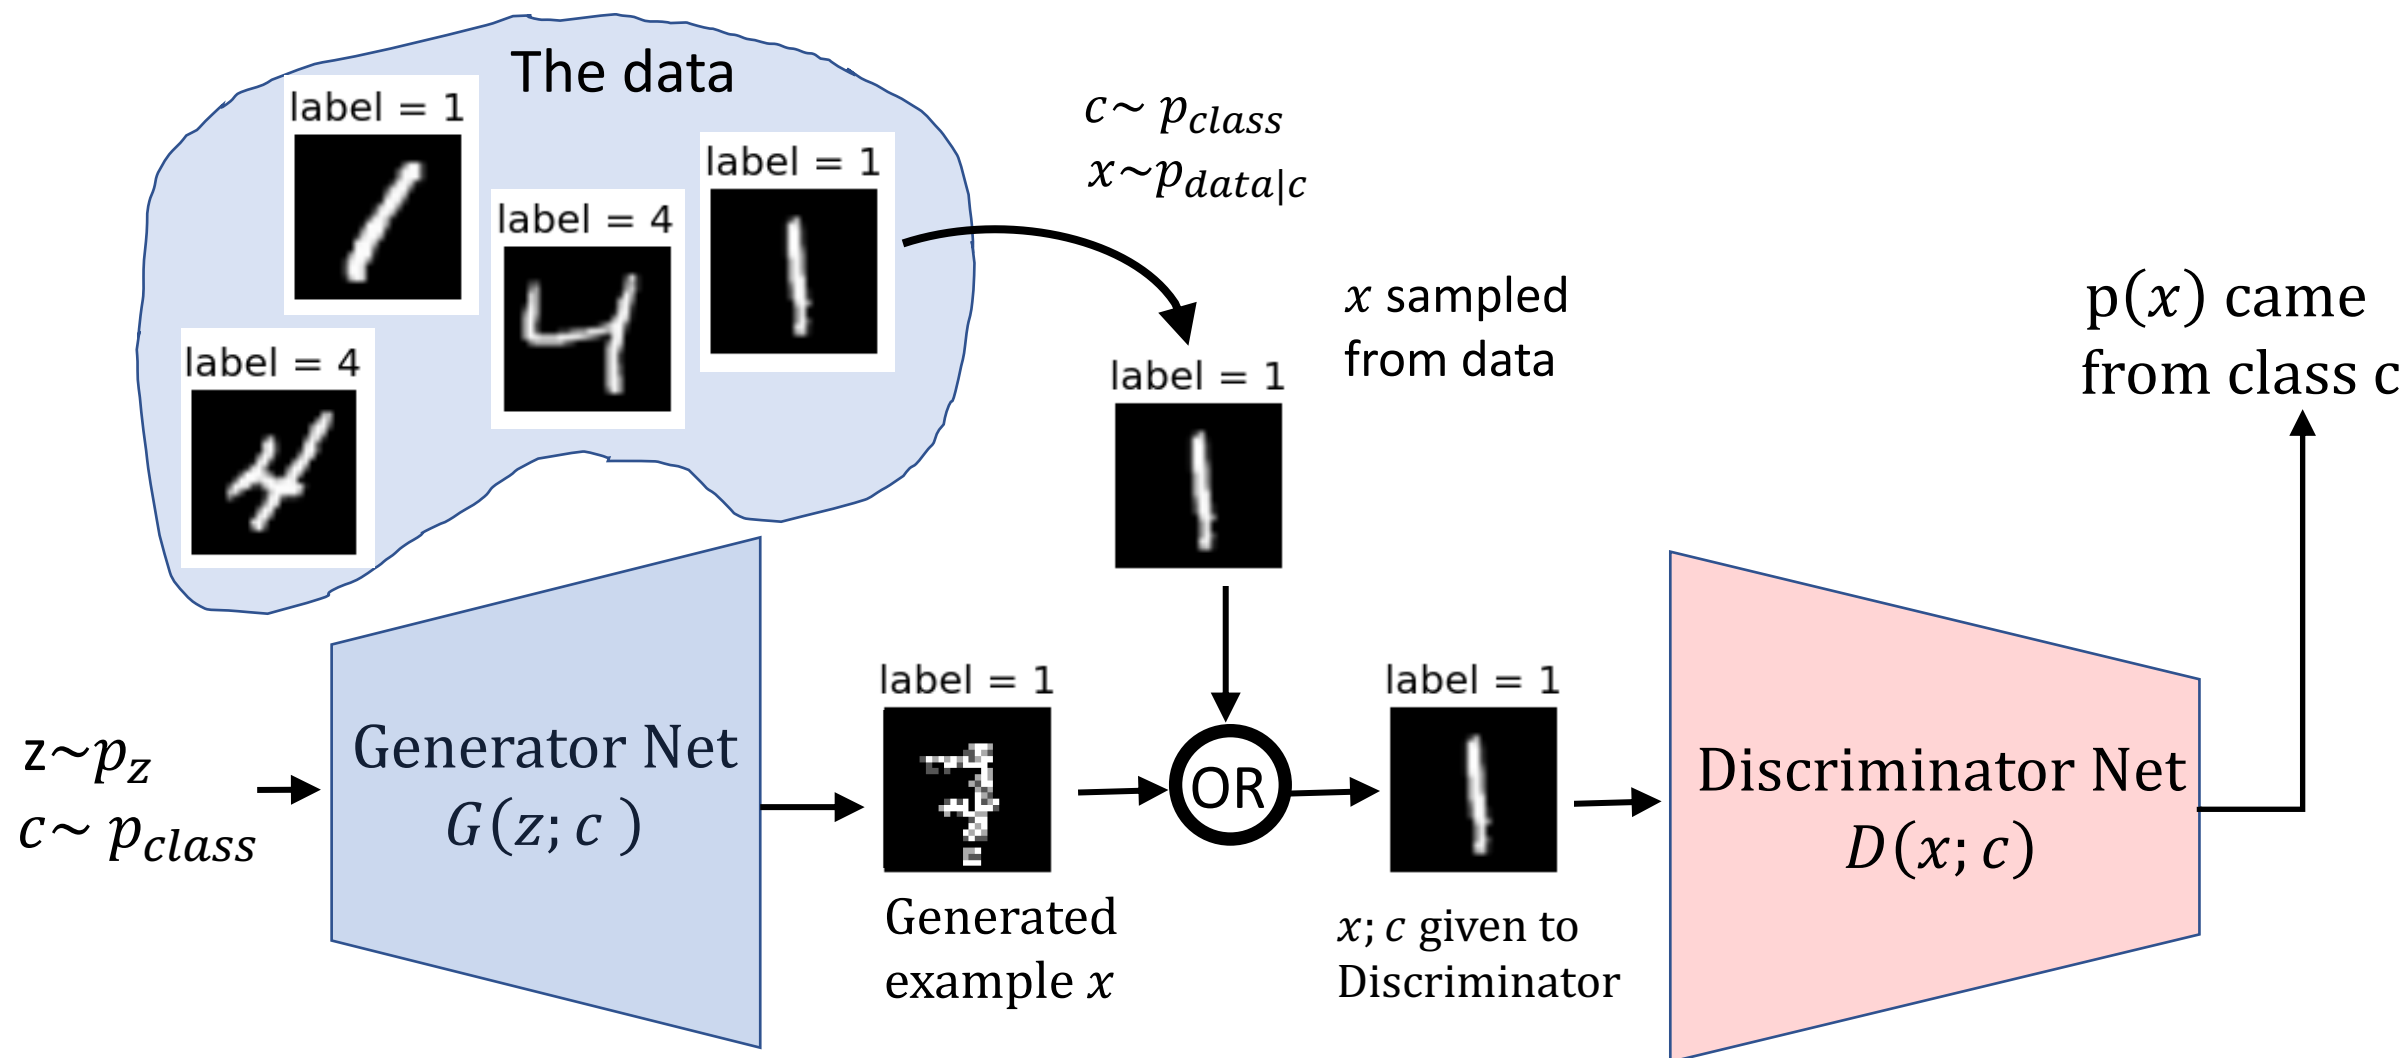 The data
label = 1
label = 1
label = 4
label = 4
c~ p_class
x~p_data|c
x sampled
from data
label = 1
p(x) came
from class c
z~p_z
c~ p_class
Generator Net
G(z; c )
label = 1
Generated
example x
OR
label = 1
x; c given to
Discriminator
Discriminator Net
D(x; c)